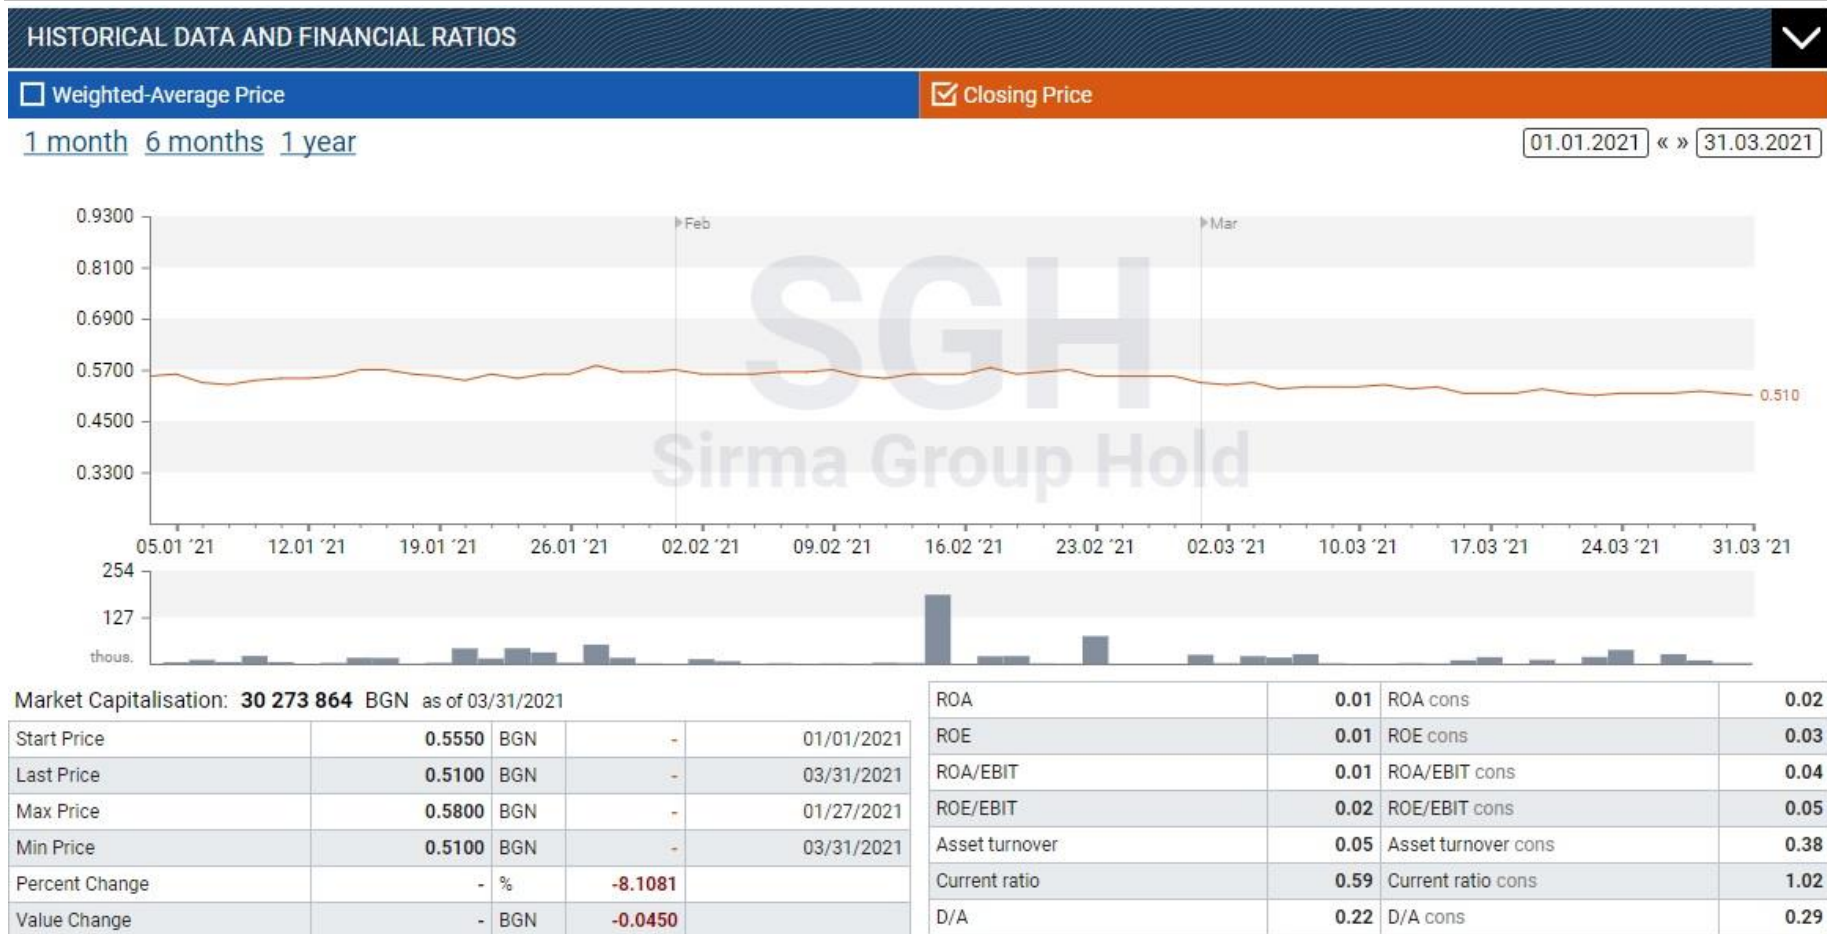 HISTORICAL DATA AND FINANCIAL RATIOS
Weighted-Average Price
Closing Price
1 month 6 months 1 year
01.01.2021 « » 31.03.2021
0.9300
0.8100
0.6900
0.5700
0.4500
0.3300
Feb
Mar
SGH
Sirma Group Hold
0.510
05.01 '21 12.01 '21 19.01 '21 26.01 '21 02.02 '21 09.02 '21 16.02 '21 23.02 '21 02.03 '21 10.03 '21 17.03 '21 24.03 '21 31.03 '21
254
127
thous.
Market Capitalisation: 30 273 864 BGN as of 03/31/2021
Start Price 0.5550 BGN - 01/01/2021
Last Price 0.5100 BGN - 03/31/2021
Max Price 0.5800 BGN - 01/27/2021
Min Price 0.5100 BGN - 03/31/2021
Percent Change - % -8.1081
Value Change - BGN -0.0450
ROA 0.01 ROA cons 0.02
ROE 0.01 ROE cons 0.03
ROA/EBIT 0.01 ROA/EBIT cons 0.04
ROE/EBIT 0.02 ROE/EBIT cons 0.05
Asset turnover 0.05 Asset turnover cons 0.38
Current ratio 0.59 Current ratio cons 1.02
D/A 0.22 D/A cons 0.29